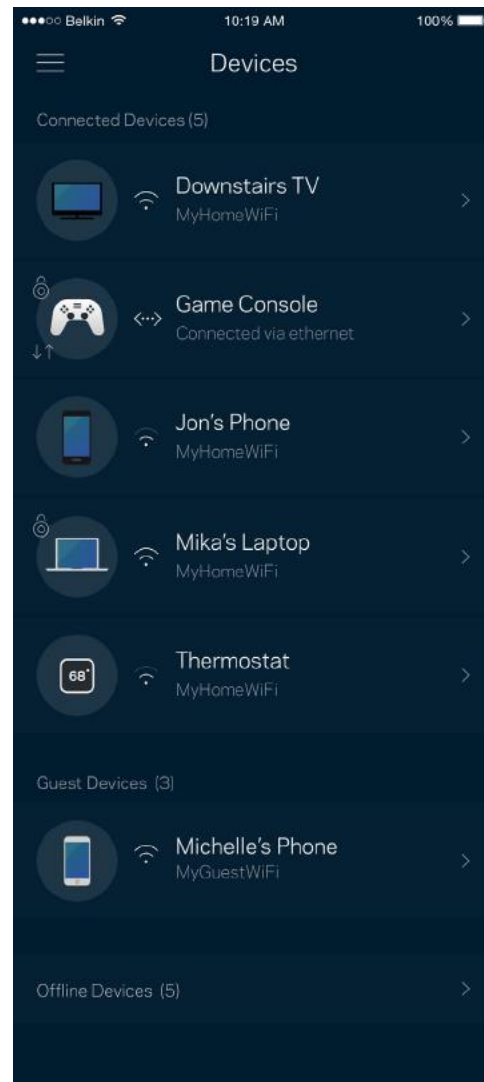 Belkin 10:19 AM 100%
Devices
Connected Devices (5)
Downstairs TV
MyHomeWiFi
Game Console
Connected via ethernet
Jon's Phone
MyHomeWiFi
Mika's Laptop
MyHomeWiFi
68°
Thermostat
MyHomeWiFi
Guest Devices (3)
Michelle's Phone
MyGuestWiFi
Offline Devices (5)